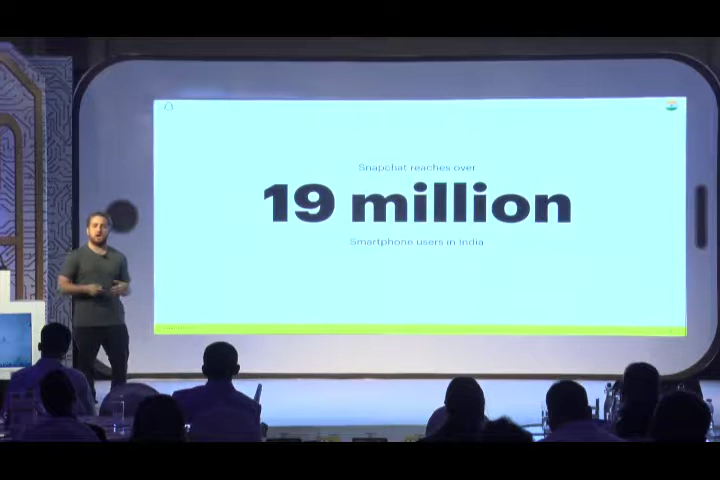 Snapchat reaches over
19 million
Smartphone users in India